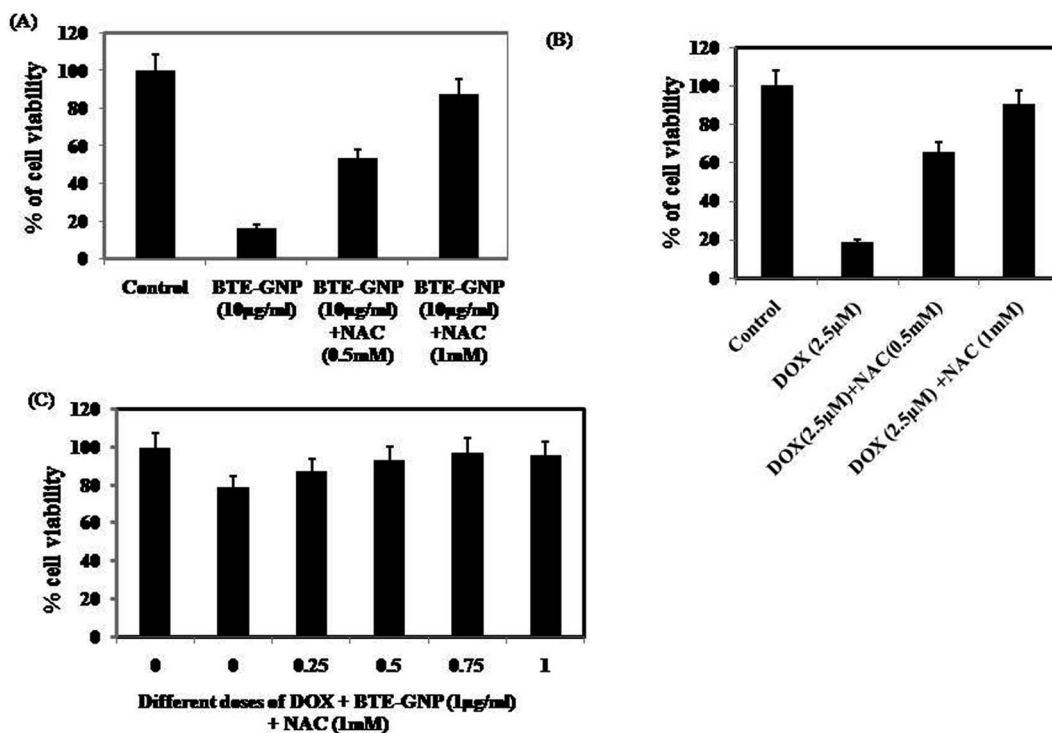 (A)
% of cell viability
120
100
80
60
40
20
0
Control
BTE-GNP
(10µg/ml)
BTE-GNP
(10µg/ml)
+NAC
(0.5mM)
BTE-GNP
(10µg/ml)
+NAC
(1mM)
(B)
% of cell viability
120
100
80
60
40
20
0
Control
DOX (2.5µM)
DOX(2.5µM)+NAC(0.5mM)
DOX (2.5µM) +NAC (1mM)
(C)
% cell viability
120
100
80
60
40
20
0
0
0
0.25
0.5
0.75
1
Different doses of DOX + BTE-GNP (1µg/ml)
+ NAC (1mM)